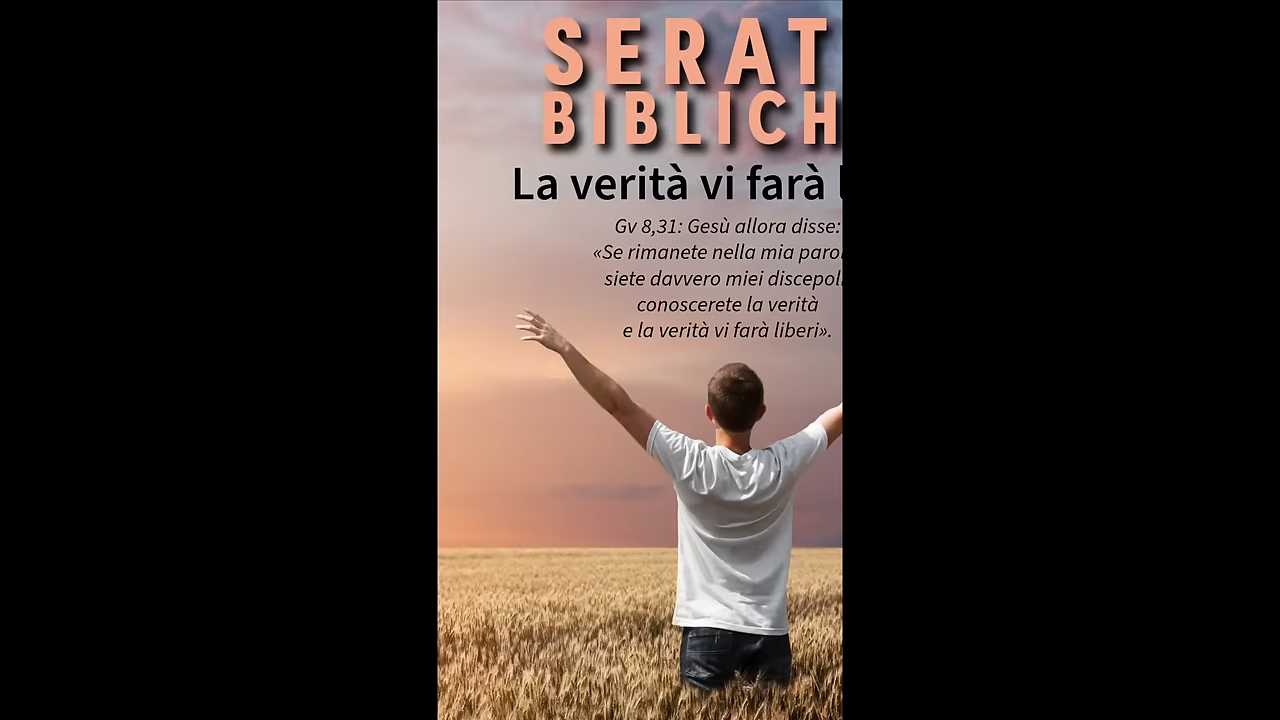 SERAT
BIBLICH
La verità vi farà
Gv 8,31: Gesù allora disse:
«Se rimanete nella mia paro
siete davvero miei discepol
conoscerete la verità
e la verità vi farà liberi».